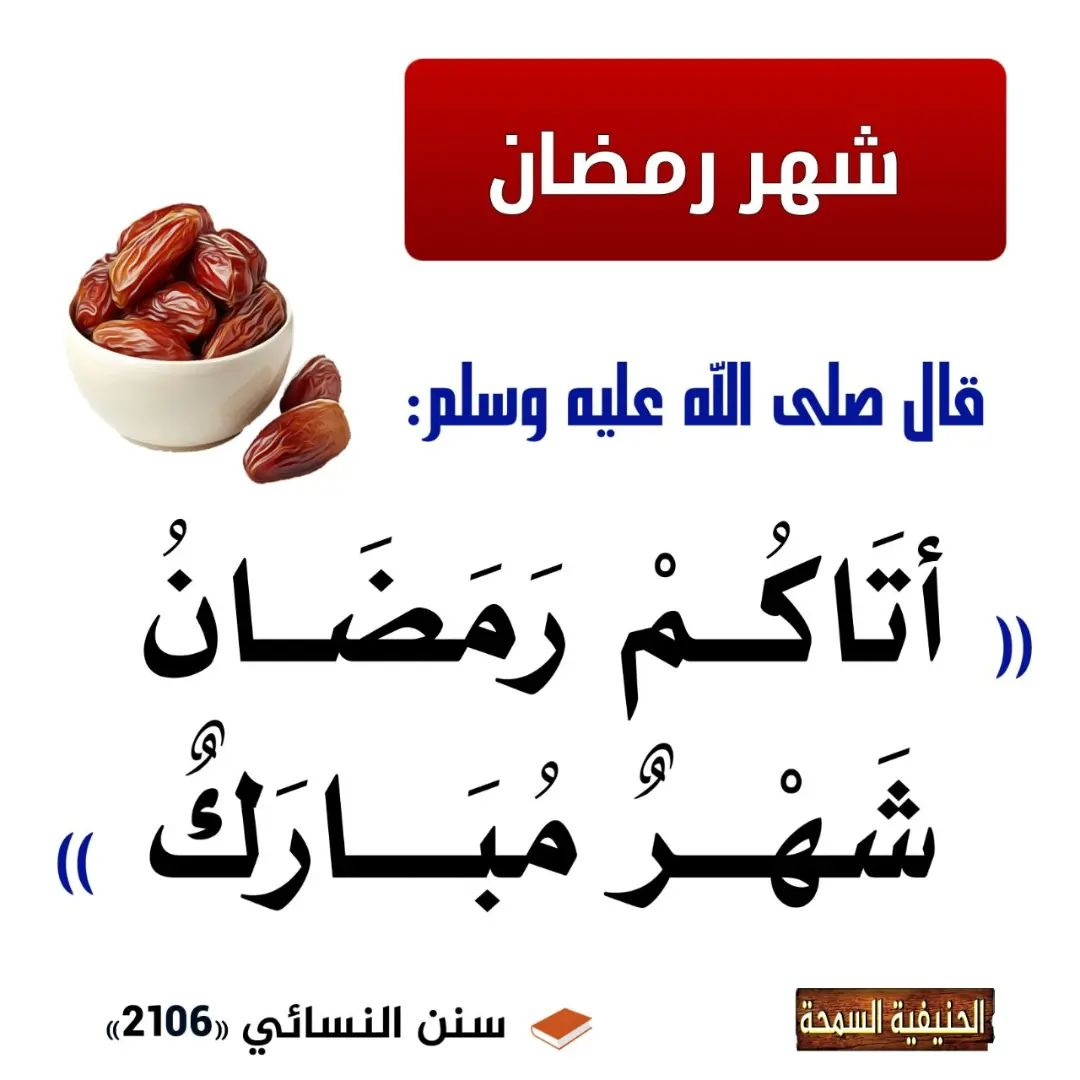 شهر رمضان
قال صلى الله عليه وسلم:
(( أتَاكُمْ رَمَضَانُ
شَهْرٌ مُبَارَكٌ ))
سنن النسائي «2106»
الحنيفية السمحة